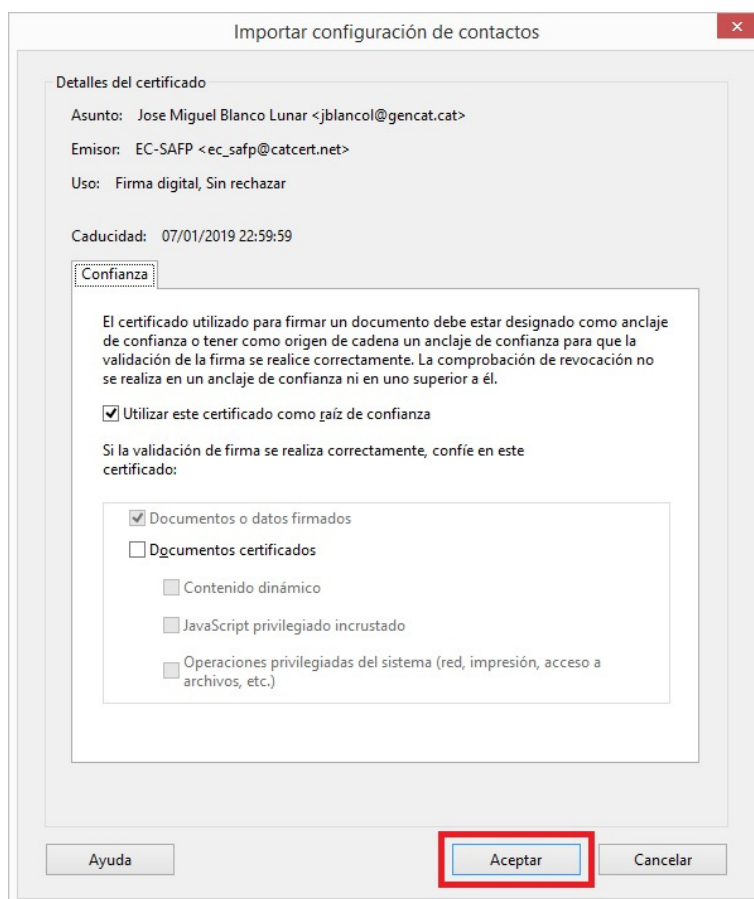 Importar configuración de contactos
Detalles del certificado
Asunto: Jose Miguel Blanco Lunar <jblancol@gencat.cat>
Emisor: EC-SAFP <ec_safp@catcert.net>
Uso: Firma digital, Sin rechazar
Caducidad: 07/01/2019 22:59:59
Confianza
El certificado utilizado para firmar un documento debe estar designado como anclaje
de confianza o tener como origen de cadena un anclaje de confianza para que la
validación de la firma se realice correctamente. La comprobación de revocación no
se realiza en un anclaje de confianza ni en uno superior a él.
Utilizar este certificado como raíz de confianza
Si la validación de firma se realiza correctamente, confíe en este
certificado:
Documentos o datos firmados
Documentos certificados
Contenido dinámico
JavaScript privilegiado incrustado
Operaciones privilegiadas del sistema (red, impresión, acceso a
archivos, etc.)
Ayuda
Aceptar
Cancelar